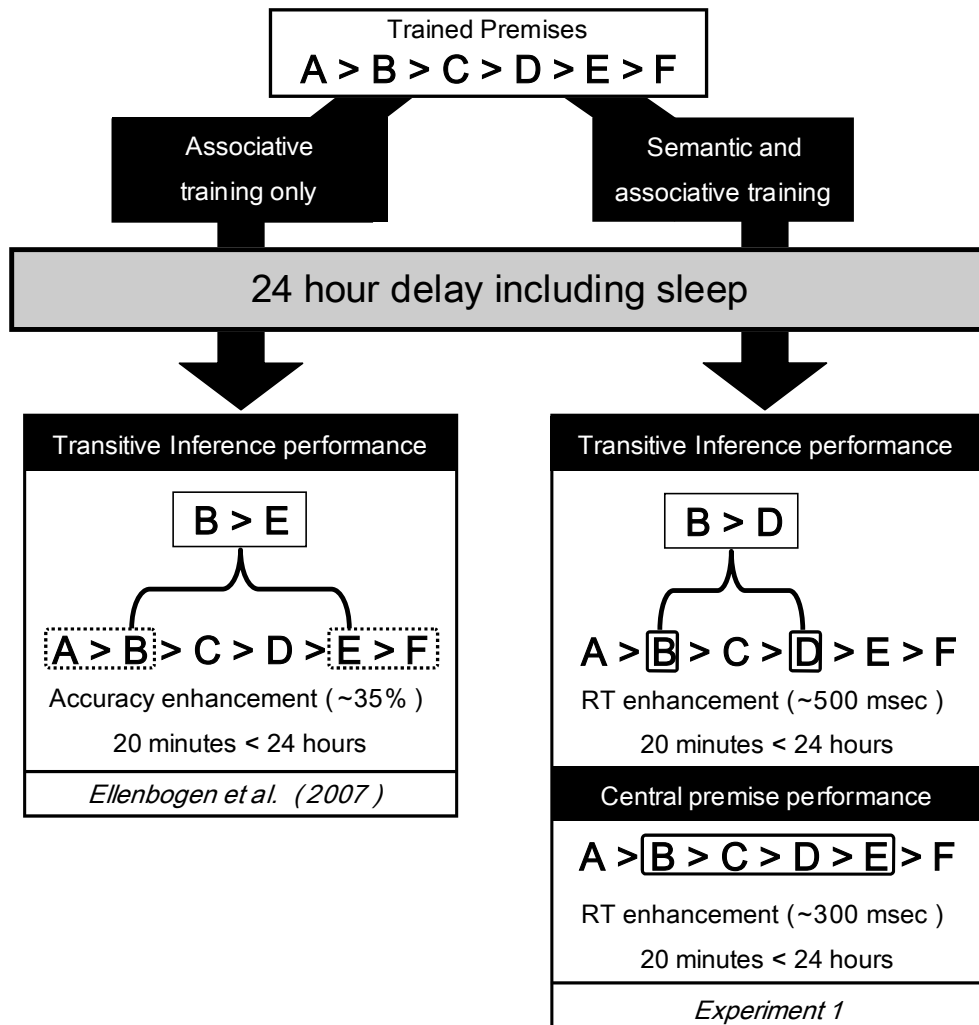 Trained Premises
A > B > C > D > E > F
Associative
training only
Semantic and
associative training
24 hour delay including sleep
Transitive Inference performance
B > E
A > B > C > D > E > F
Accuracy enhancement (~35%)
20 minutes < 24 hours
Ellenbogen et al. (2007)
Transitive Inference performance
B > D
A > B > C > D > E > F
RT enhancement (~500 msec)
20 minutes < 24 hours
Central premise performance
A > B > C > D > E > F
RT enhancement (~300 msec)
20 minutes < 24 hours
Experiment 1